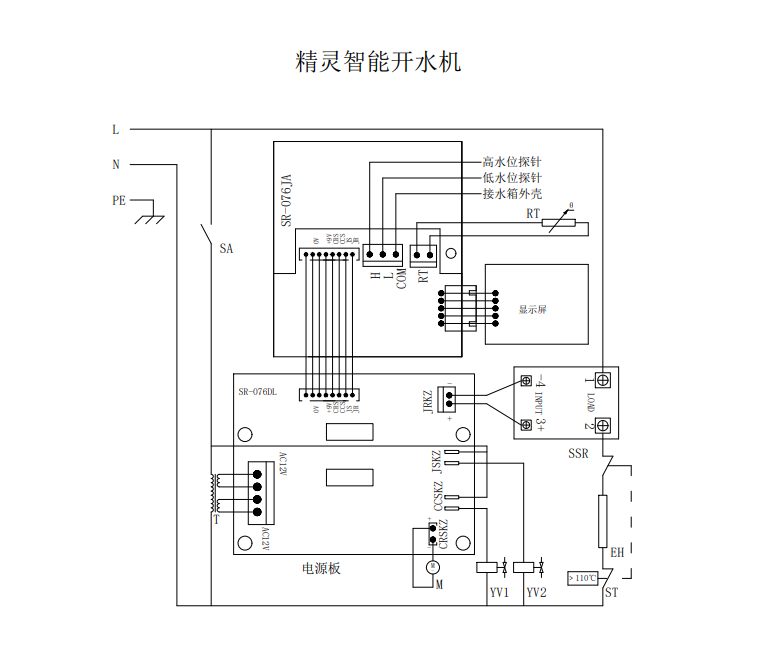 精灵智能开水机
L
N
PE
SA
SR-076JA
高水位探针
低水位探针
接水箱外壳
RT
θ
H
L
COM
RT
显示屏
SR-076DL
JRKZ
-
+
-4
INPUT
3+
1
LOAD
2
SSR
AC12V
AC12V
T
JSKZ
CCSKZ
CRSKZ
+
-
M
M
电源板
YV1
YV2
EH
>110℃
ST